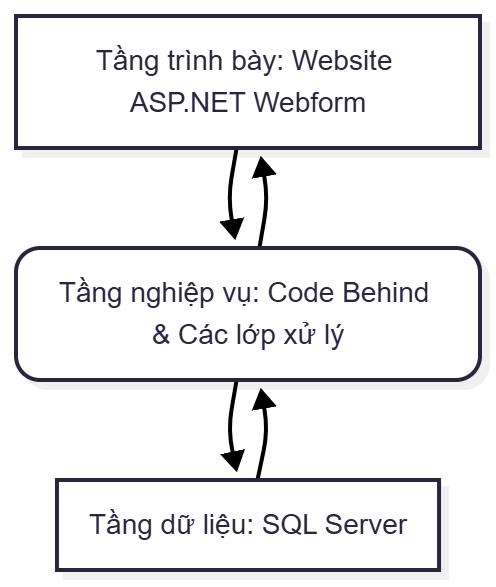 Tầng trình bày: Website
ASP.NET Webform
Tầng nghiệp vụ: Code Behind
& Các lớp xử lý
Tầng dữ liệu: SQL Server